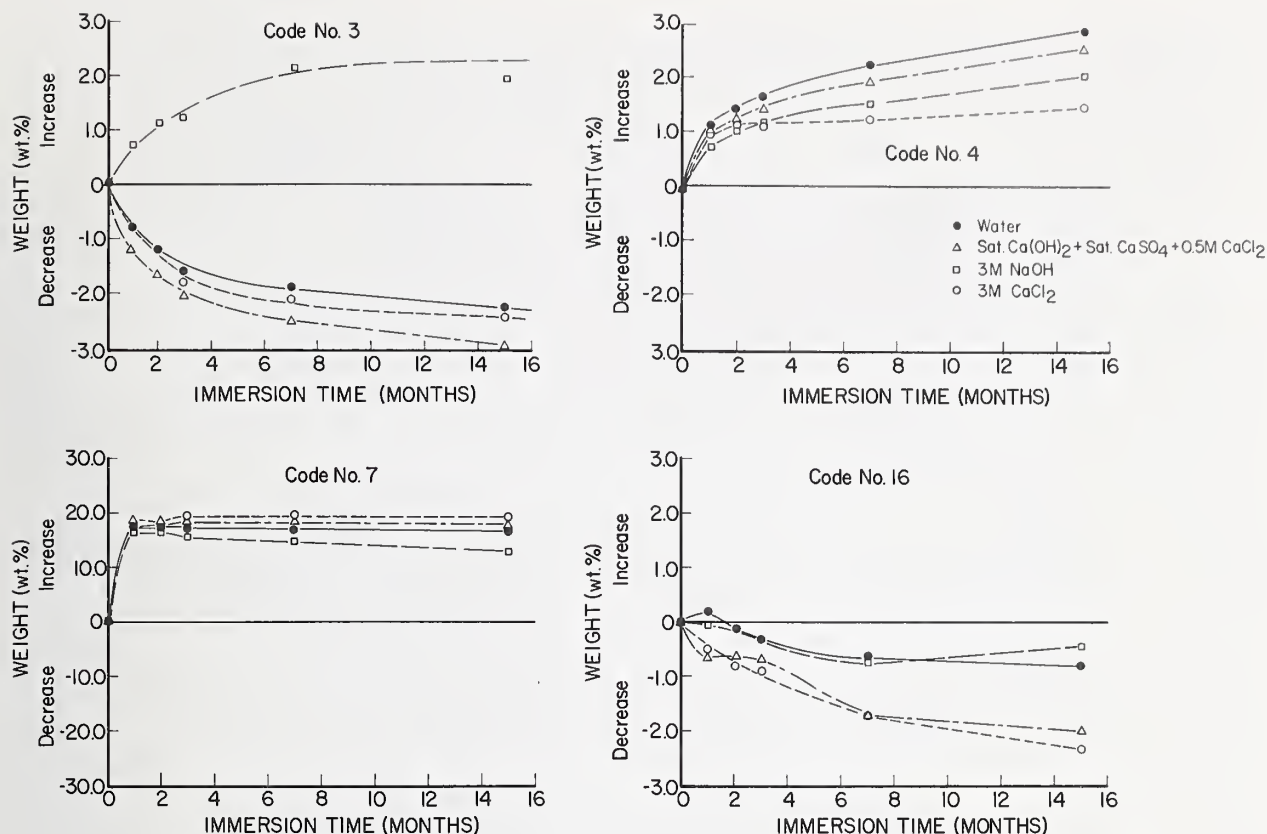 Code No. 3
WEIGHT (wt.%)
Increase
Decrease
3.0
2.0
1.0
0
-1.0
-2.0
-3.0
0 2 4 6 8 10 12 14 16
IMMERSION TIME (MONTHS)
Code No. 4
WEIGHT (wt.%)
Increase
Decrease
3.0
2.0
1.0
0
-1.0
-2.0
3.0
0 2 4 6 8 10 12 14 16
IMMERSION TIME (MONTHS)
● Water
△ Sat. Ca(OH)₂ + Sat. CaSO₄ + 0.5M CaCl₂
□ 3M NaOH
○ 3M CaCl₂
Code No. 7
WEIGHT (wt.%)
Increase
Decrease
30.0
20.0
10.0
0
-10.0
-20.0
-30.0
0 2 4 6 8 10 12 14 16
IMMERSION TIME (MONTHS)
Code No. 16
WEIGHT (wt.%)
Increase
Decrease
3.0
2.0
1.0
0
-1.0
-2.0
-3.0
0 2 4 6 8 10 12 14 16
IMMERSION TIME (MONTHS)